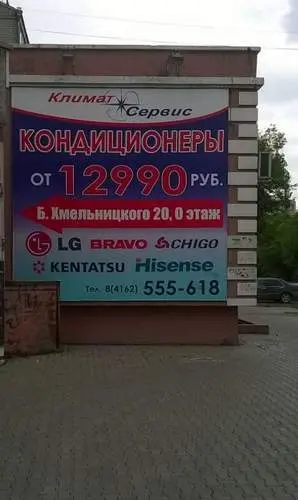 Климат Сервис
КОНДИЦИОНЕРЫ
ОТ 12990 РУБ.
Б. Хмельницкого 20, 0 этаж
LG BRAVO CHIGO
KENTATSU Hisense
Тел. 8(4162) 555-618